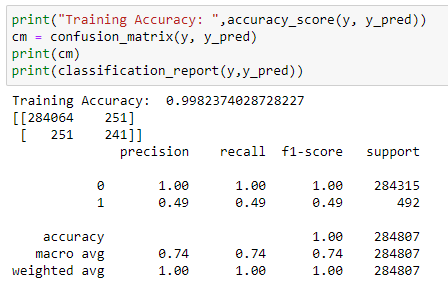 print("Training Accuracy: ",accuracy_score(y, y_pred))
cm = confusion_matrix(y, y_pred)
print(cm)
print(classification_report(y,y_pred))
Training Accuracy:  0.9982374028728227
[[284064    251]
 [   251    241]]
              precision    recall  f1-score   support

           0       1.00      1.00      1.00    284315
           1       0.49      0.49      0.49       492

    accuracy                           1.00    284807
   macro avg       0.74      0.74      0.74    284807
weighted avg       1.00      1.00      1.00    284807